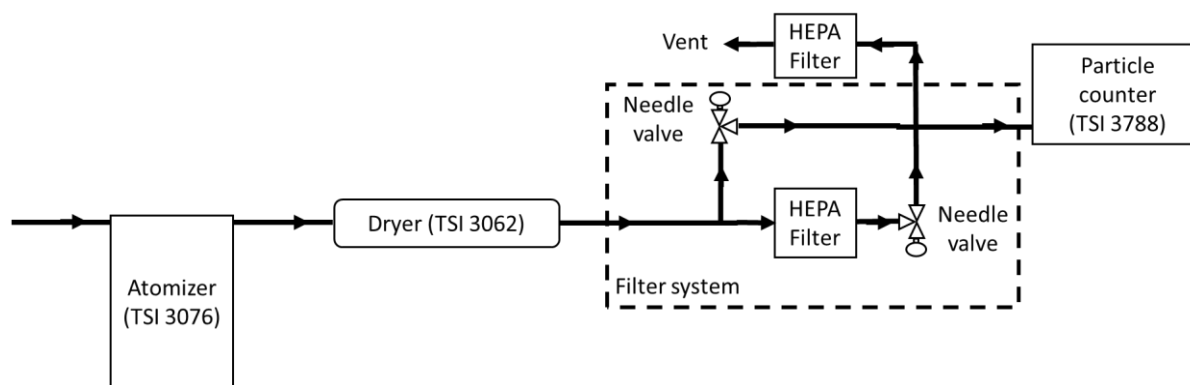 HEPA
Filter
Vent
Particle
counter
(TSI 3788)
Needle
valve
Dryer (TSI 3062)
HEPA
Filter
Needle
valve
Filter system
Atomizer
(TSI 3076)